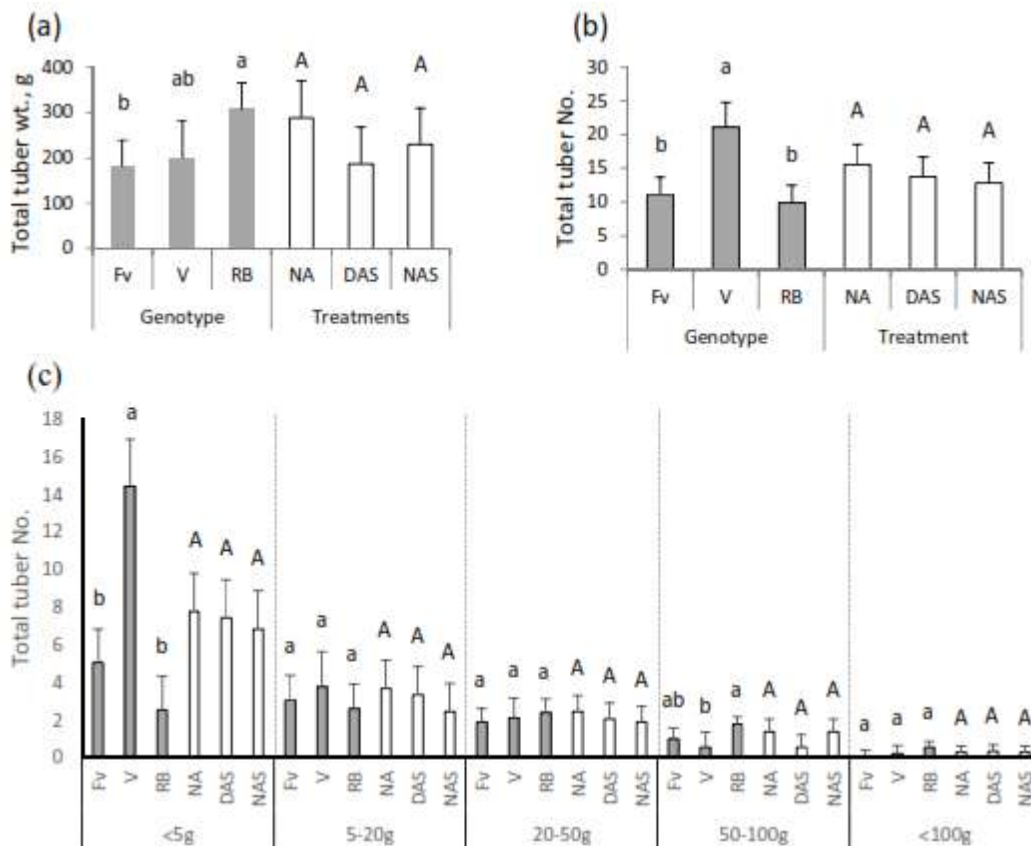 (a)
Total tuber wt., g
400
300
200
100
0
b
ab
a
A
A
A
Fv V RB NA DAS NAS
Genotype Treatments
(b)
Total tuber No.
30
25
20
15
10
5
0
b
a
b
A
A
A
Fv V RB NA DAS NAS
Genotype Treatment
(c)
Total tuber No.
18
16
14
12
10
8
6
4
2
0
b a b A A A
a a a A A A
a a a A A A
ab b a A A A
a a a A A A
Fv V RB NA DAS NAS Fv V RB NA DAS NAS Fv V RB NA DAS NAS Fv V RB NA DAS NAS Fv V RB NA DAS NAS
<5g 5-20g 20-50g 50-100g <100g